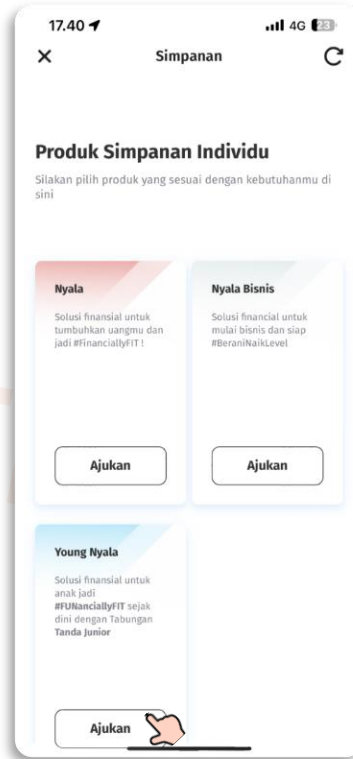 17.40
4G 23
Simpanan
Produk Simpanan Individu
Silakan pilih produk yang sesuai dengan kebutuhanmu di
sini
Nyala
Solusi finansial untuk
tumbuhkan uangmu dan
jadi #FinanciallyFIT !
Ajukan
Nyala Bisnis
Solusi financial untuk
mulai bisnis dan siap
#BeraniNaikLevel
Ajukan
Young Nyala
Solusi finansial untuk
anak jadi
#FUNanciallyFIT sejak
dini dengan Tabungan
Tanda Junior
Ajukan